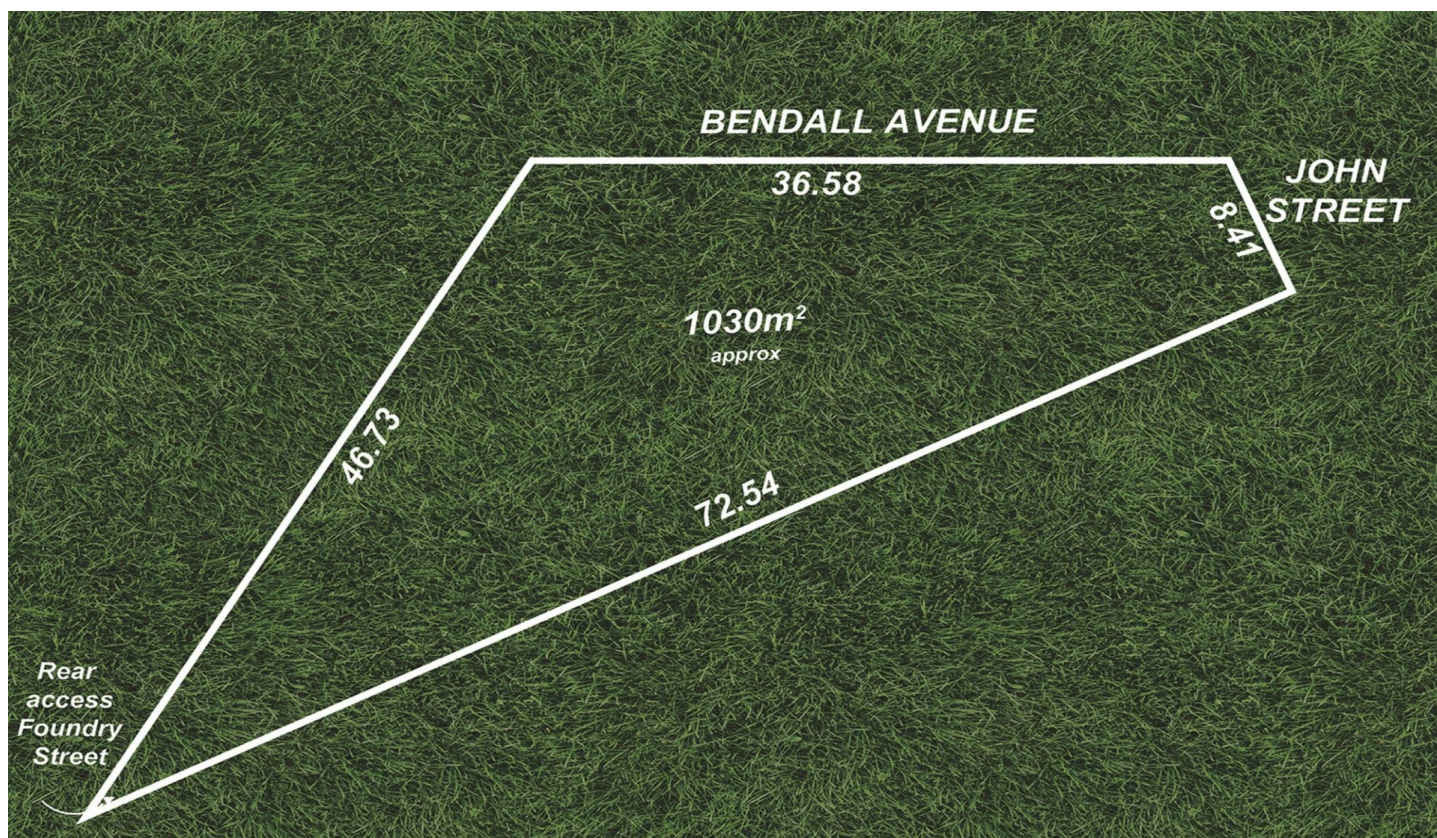 BENDALL AVENUE
36.58
JOHN
STREET
8.41
1030m²
approx
46.73
72.54
Rear
access
Foundry
Street